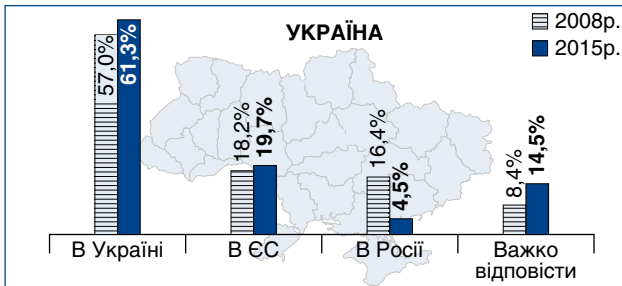 УКРАЇНА
2008р.
2015р.
57,0%
61,3%
18,2%
19,7%
16,4%
4,5%
8,4%
14,5%
В Україні
В ЄС
В Росії
Важко
відповісти